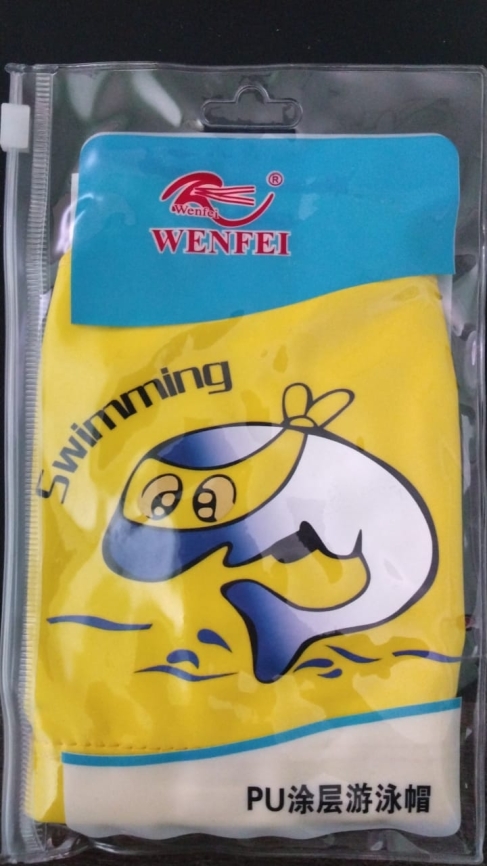 ®
Wenfei
WENFEI
Swimming
PU涂层游泳帽